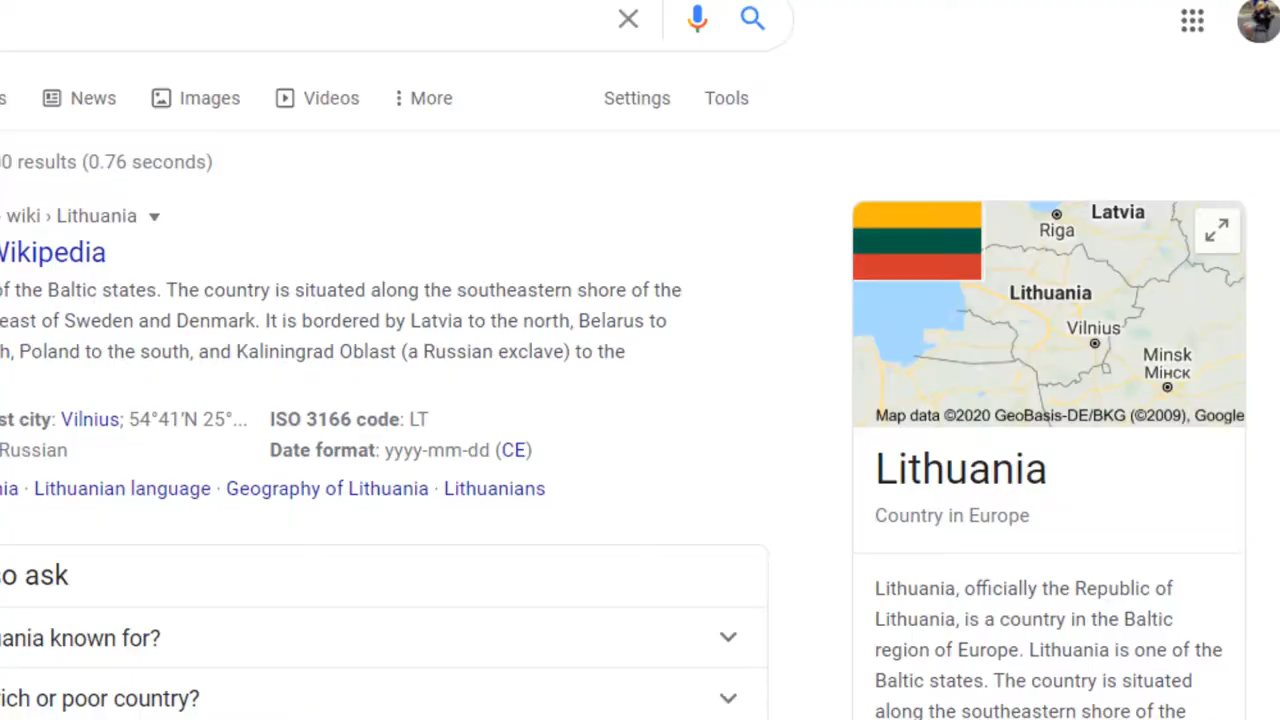 News Images Videos More Settings Tools
0 results (0.76 seconds)
wiki › Lithuania
Wikipedia
of the Baltic states. The country is situated along the southeastern shore of the
east of Sweden and Denmark. It is bordered by Latvia to the north, Belarus to
h, Poland to the south, and Kaliningrad Oblast (a Russian exclave) to the
st city: Vilnius; 54°41′N 25°... ISO 3166 code: LT
Russian Date format: yyyy-mm-dd (CE)
nia · Lithuanian language · Geography of Lithuania · Lithuanians
so ask
uania known for?
rich or poor country?
Latvia
Riga
Lithuania
Vilnius
Minsk
Мінск
Map data ©2020 GeoBasis-DE/BKG (©2009), Google
Lithuania
Country in Europe
Lithuania, officially the Republic of
Lithuania, is a country in the Baltic
region of Europe. Lithuania is one of the
Baltic states. The country is situated
along the southeastern shore of the